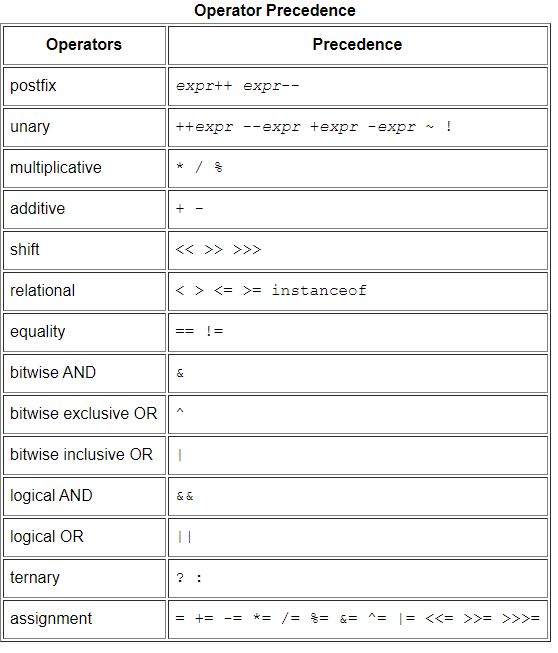 Operator Precedence
Operators Precedence
postfix expr++ expr--
unary ++expr --expr +expr -expr ~ !
multiplicative * / %
additive + -
shift << >> >>>
relational < > <= >= instanceof
equality == !=
bitwise AND &
bitwise exclusive OR ^
bitwise inclusive OR |
logical AND &&
logical OR ||
ternary ? :
assignment = += -= *= /= %= &= ^= |= <<= >>= >>>=